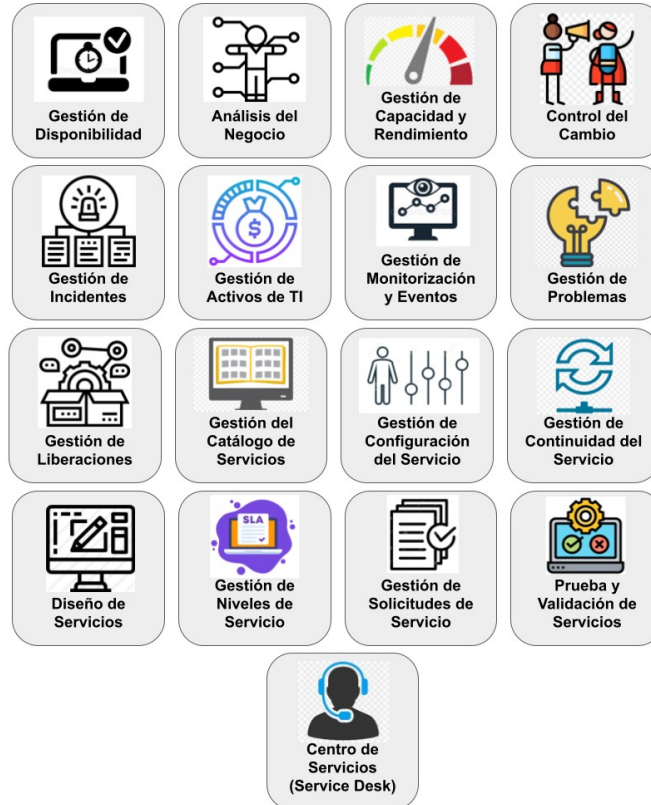 Gestión de
Disponibilidad
Análisis del
Negocio
Gestión de
Capacidad y
Rendimiento
Control del
Cambio
Gestión de
Incidentes
$
Gestión de
Activos de TI
Gestión de
Monitorización
y Eventos
Gestión de
Problemas
Gestión de
Liberaciones
Gestión del
Catálogo de
Servicios
Gestión de
Configuración
del Servicio
Gestión de
Continuidad del
Servicio
Diseño de
Servicios
SLA
Gestión de
Niveles de
Servicio
Gestión de
Solicitudes de
Servicio
Prueba y
Validación de
Servicios
Centro de
Servicios
(Service Desk)